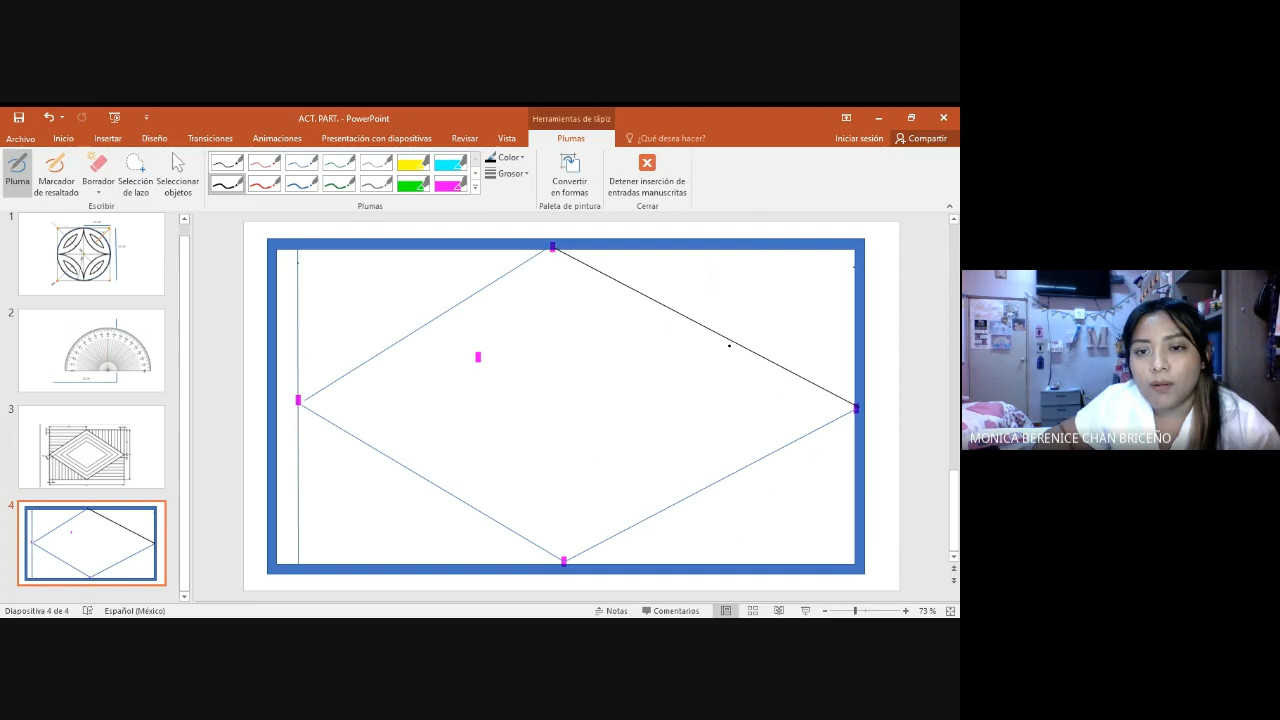 ACT. PART. - PowerPoint
Herramientas de lápiz
Archivo Inicio Insertar Diseño Transiciones Animaciones Presentación con diapositivas Revisar Vista Plumas ¿Qué desea hacer? Iniciar sesión Compartir
Pluma
Marcador de resaltado
Borrador
Selección de lazo
Seleccionar objetos
Escribir
Plumas
Color
Grosor
Convertir en formas
Paleta de pintura
Detener inserción de entradas manuscritas
Cerrar
1
2
3
4
MONICA BERENICE CHAN BRICEÑO
Diapositiva 4 de 4 Español (México) Notas Comentarios 73 %